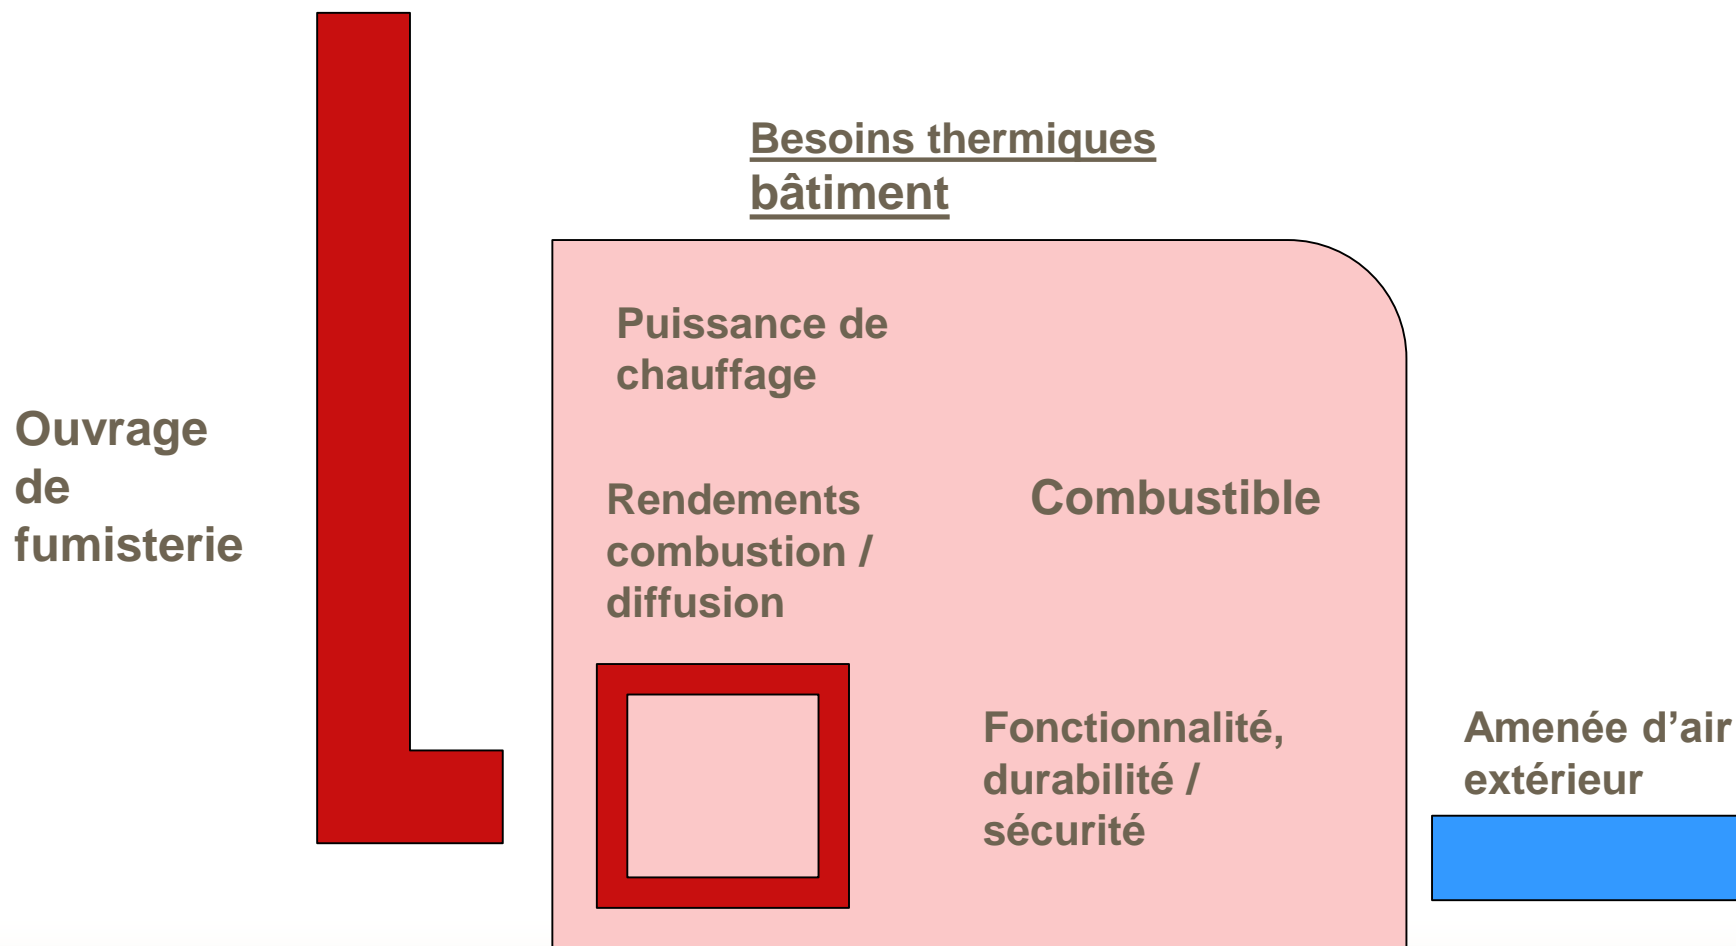 Besoins thermiques
bâtiment
Puissance de
chauffage
Ouvrage
de
fumisterie
Rendements
combustion /
diffusion
Combustible
Fonctionnalité,
durabilité /
sécurité
Amenée d’air
extérieur